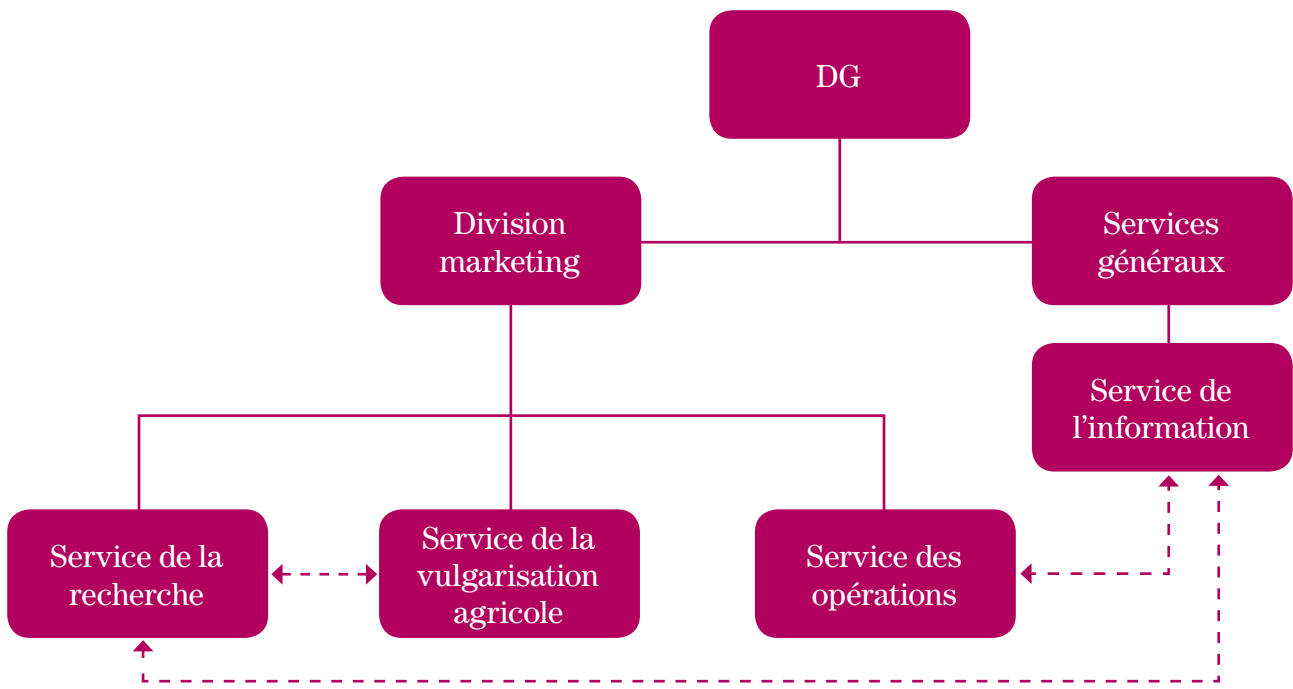 DG
Division
marketing
Services
généraux
Service de
l’information
Service de la
recherche
Service de la
vulgarisation
agricole
Service des
opérations